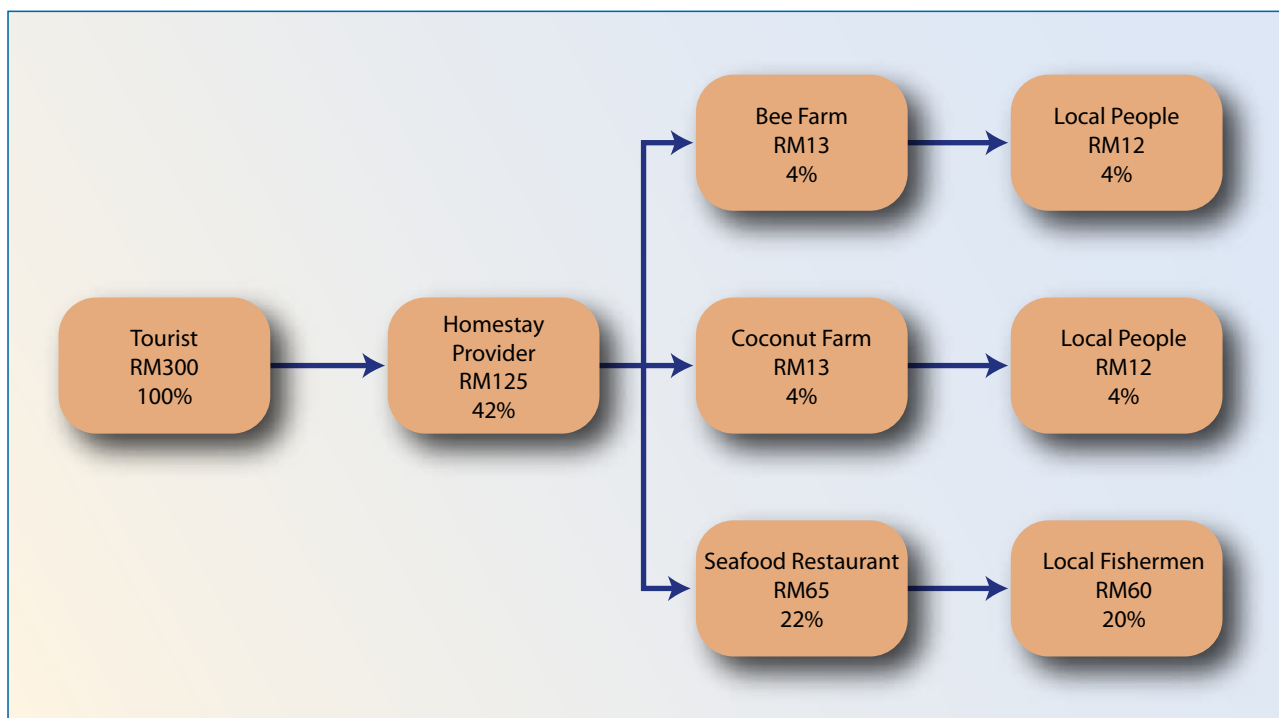 Tourist
RM300
100%
Homestay
Provider
RM125
42%
Bee Farm
RM13
4%
Local People
RM12
4%
Coconut Farm
RM13
4%
Local People
RM12
4%
Seafood Restaurant
RM65
22%
Local Fishermen
RM60
20%